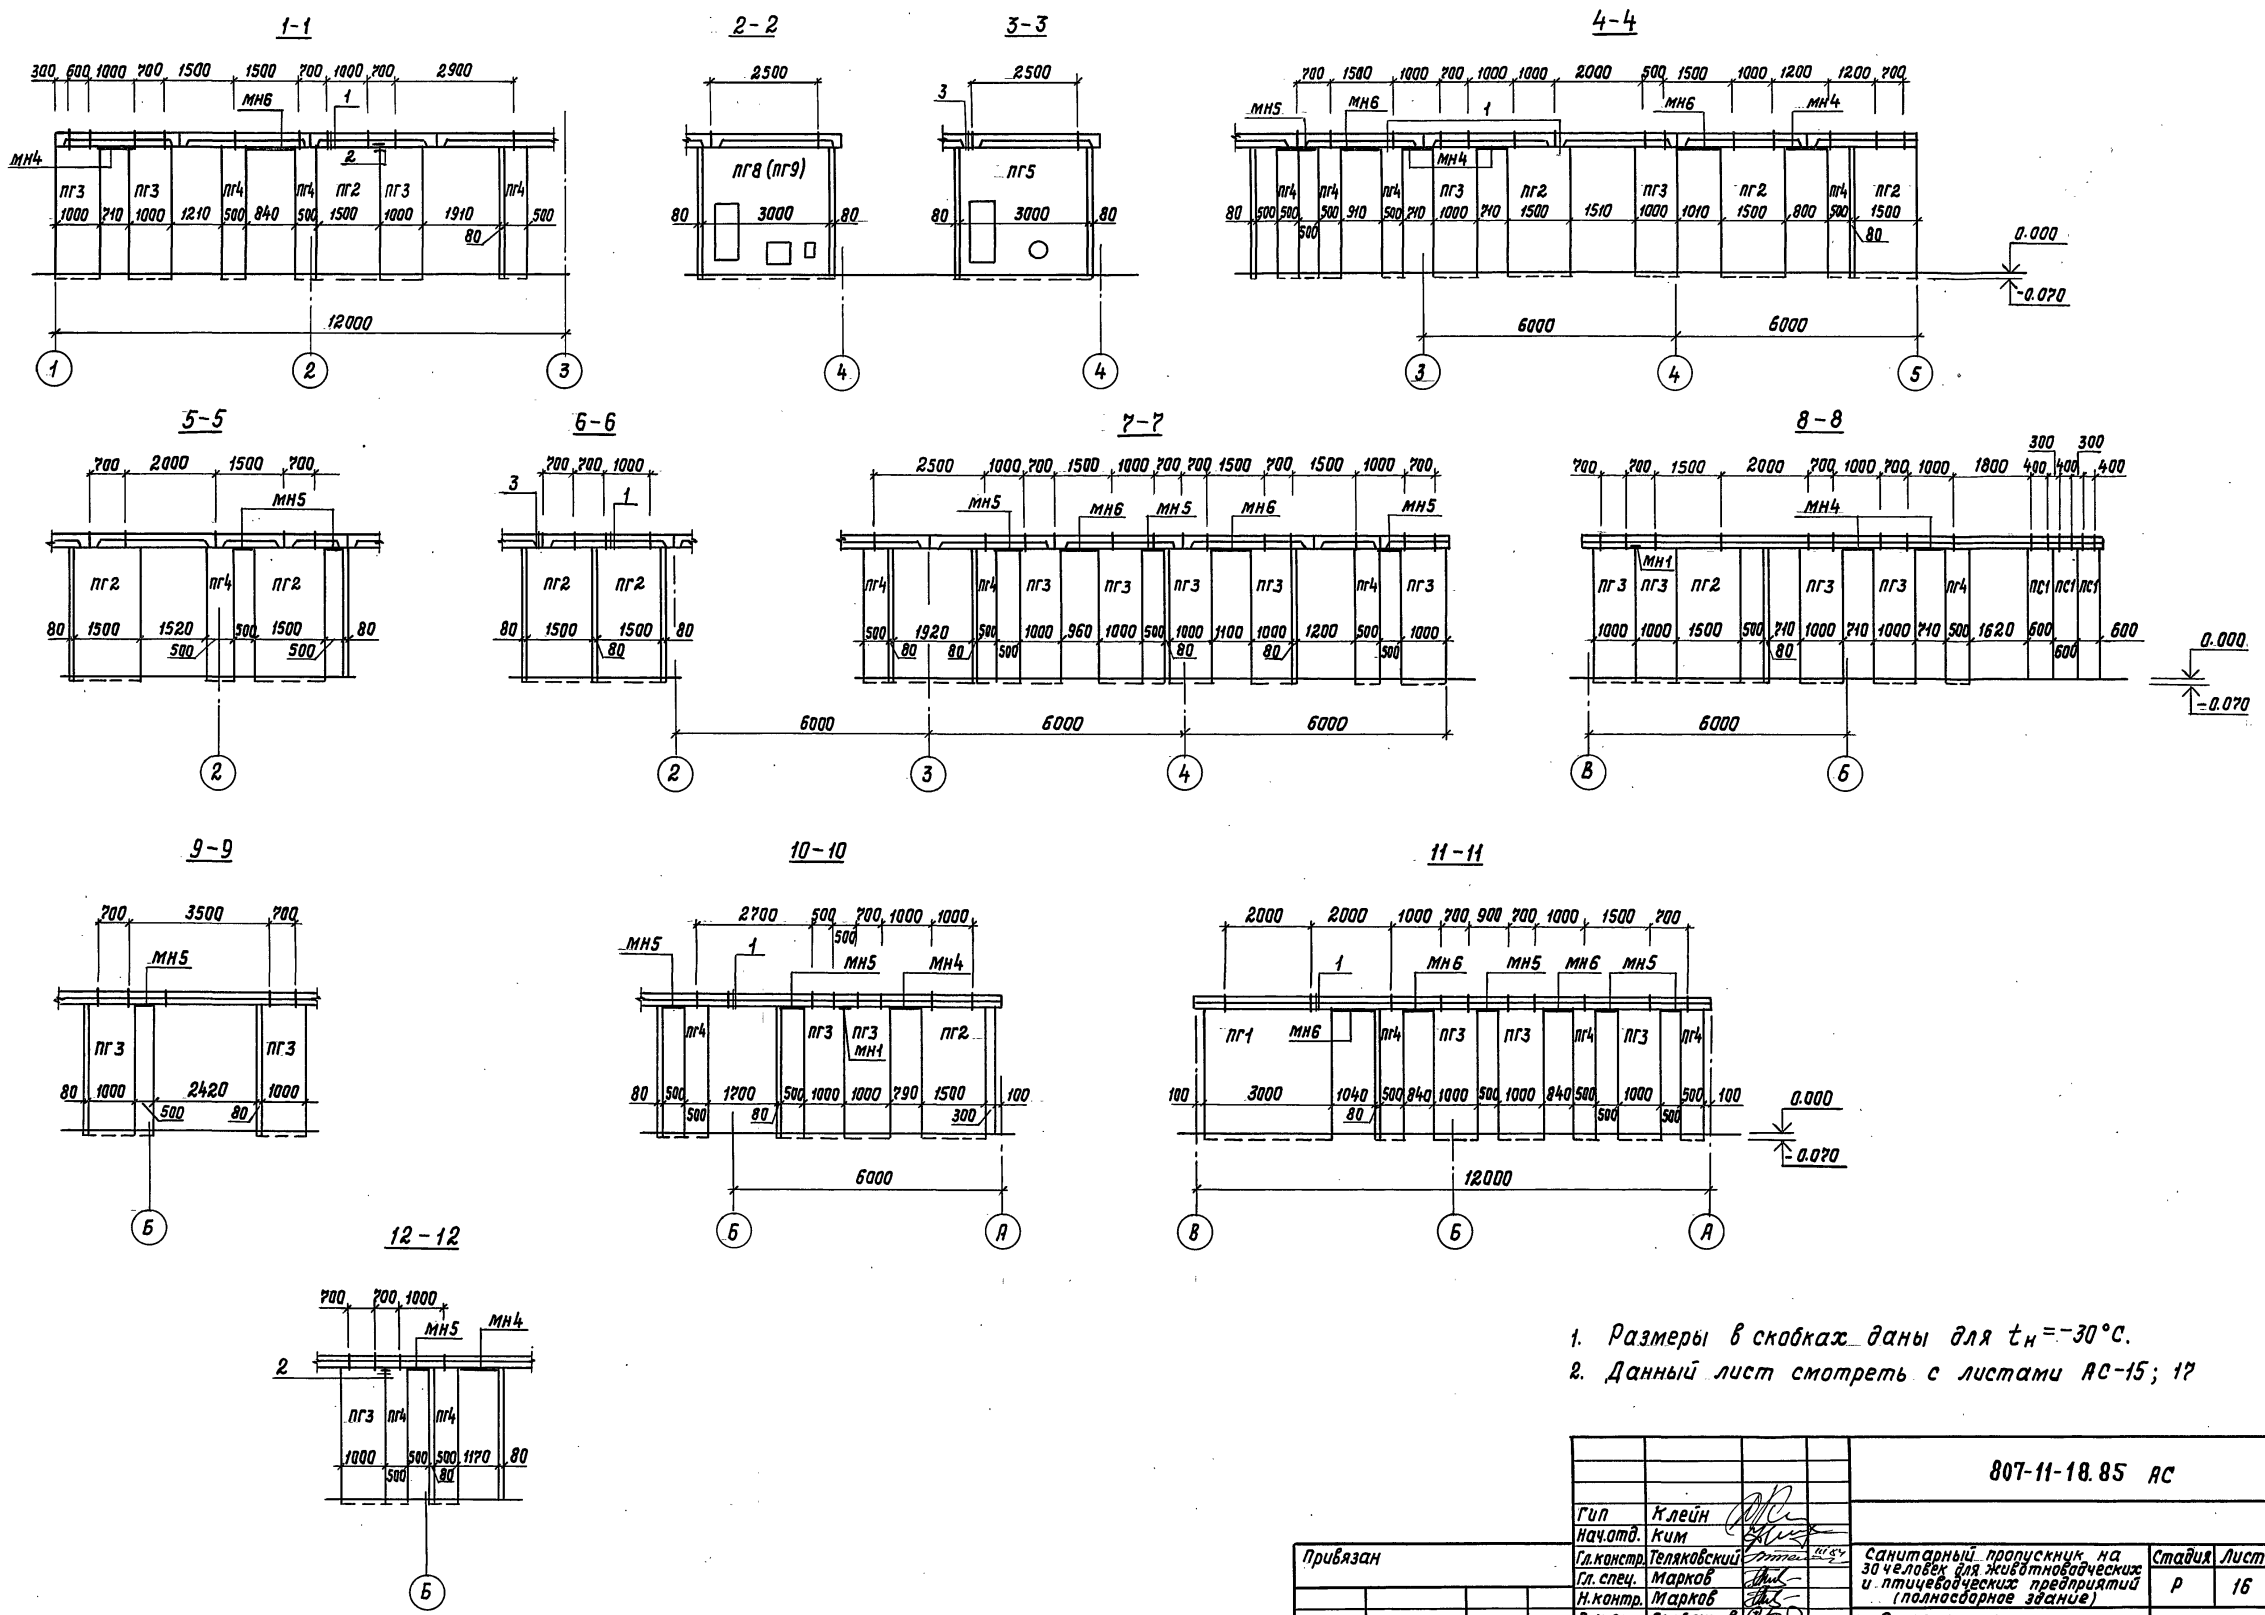 1-1
300 600 1000 700 1500 1500 700 1000 700 2900
МН6 1
МН4 2
ПГ3 ПГ3 ПГ4 ПГ4 ПГ2 ПГ3 ПГ4
1000 710 1000 1210 500 840 500 1500 1000 1910 500
80
12000
1 2 3
2-2
2500
ПГ8 (ПГ9)
80 3000 80
4
3-3
2500
3
ПГ5
80 3000 80
4
4-4
700 1500 1000 700 1000 1000 2000 500 1500 1000 1200 1200 700
МН5 МН6 1 МН6 МН4
МН4
ПГ4 ПГ4 ПГ4 ПГ3 ПГ2 ПГ3 ПГ2 ПГ4 ПГ2
80 500 500 500 910 500 710 1000 710 1500 1510 1000 1010 1500 800 500 1500
500 80
0.000
-0.070
6000 6000
3 4 5
5-5
700 2000 1500 700
МН5
ПГ2 ПГ4 ПГ2
80 1500 1520 500 1500 80
500 500
2
6-6
700 700 1000
3 1
ПГ2 ПГ2
80 1500 1500 80
80
7-7
2500 1000 700 1500 1000 700 700 1500 700 1500 1000 700
МН5 МН6 МН5 МН6 МН5
ПГ4 ПГ4 ПГ3 ПГ3 ПГ3 ПГ3 ПГ4 ПГ3
500 1920 500 1000 960 1000 500 1000 1100 1000 1200 500 1000
80 80 500 80 80 500
6000 6000 6000
2 3 4
8-8
300 300
700 700 1500 2000 700 1000 700 1000 1800 400 400 400
МН4
МН1
ПГ3 ПГ3 ПГ2 ПГ3 ПГ3 ПГ4 ПС1 ПС1 ПС1
1000 1000 1500 500 710 1000 710 1000 710 500 1620 600 600
80 600
0.000
-0.070
6000
В Б
9-9
700 3500 700
МН5
ПГ3 ПГ3
80 1000 2420 1000
500 80
Б
10-10
2700 500 700 1000 1000
500
МН5 1 МН5 МН4
ПГ4 ПГ3 ПГ3 ПГ2
МН1
80 500 1700 500 1000 1000 790 1500 100
500 80 300
6000
Б А
11-11
2000 2000 1000 700 900 700 1000 1500 700
1 МН6 МН5 МН6 МН5
ПГ1 МН6 ПГ4 ПГ3 ПГ3 ПГ4 ПГ3 ПГ4
100 3000 1040 500 840 1000 500 1000 840 500 1000 500 100
80 500 500
0.000
-0.070
12000
В Б А
12-12
700 700 1000
МН5 МН4
2
ПГ3 ПГ4 ПГ4
1000 500 500 1170 80
500 80
Б
1. Размеры в скобках даны для tн=-30°С.
2. Данный лист смотреть с листами АС-15; 17
807-11-18.85 АС
Привязан
Гип Клейн
Нач.отд. Ким
Гл.констр. Теляковский
Гл. спец. Марков
Н.контр. Марков
Санитарный пропускник на
30 человек для животноводческих
и птицеводческих предприятий
(полносборное здание)
Стадия Лист
Р 16